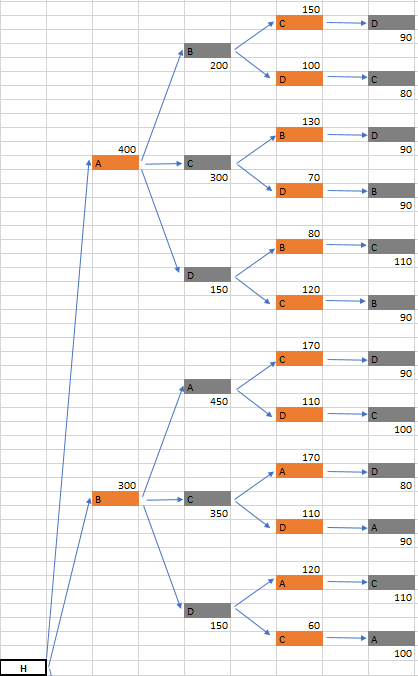 150
C D
B 90
200 100
D C
80
130
B D
400 90
A C
300 70
D B
90
80
B C
D 110
150 120
C B
90
170
C D
A 90
450 110
D C
100
170
A D
300 80
B C
350 110
D A
90
120
A C
D 110
150 60
C A
100
H